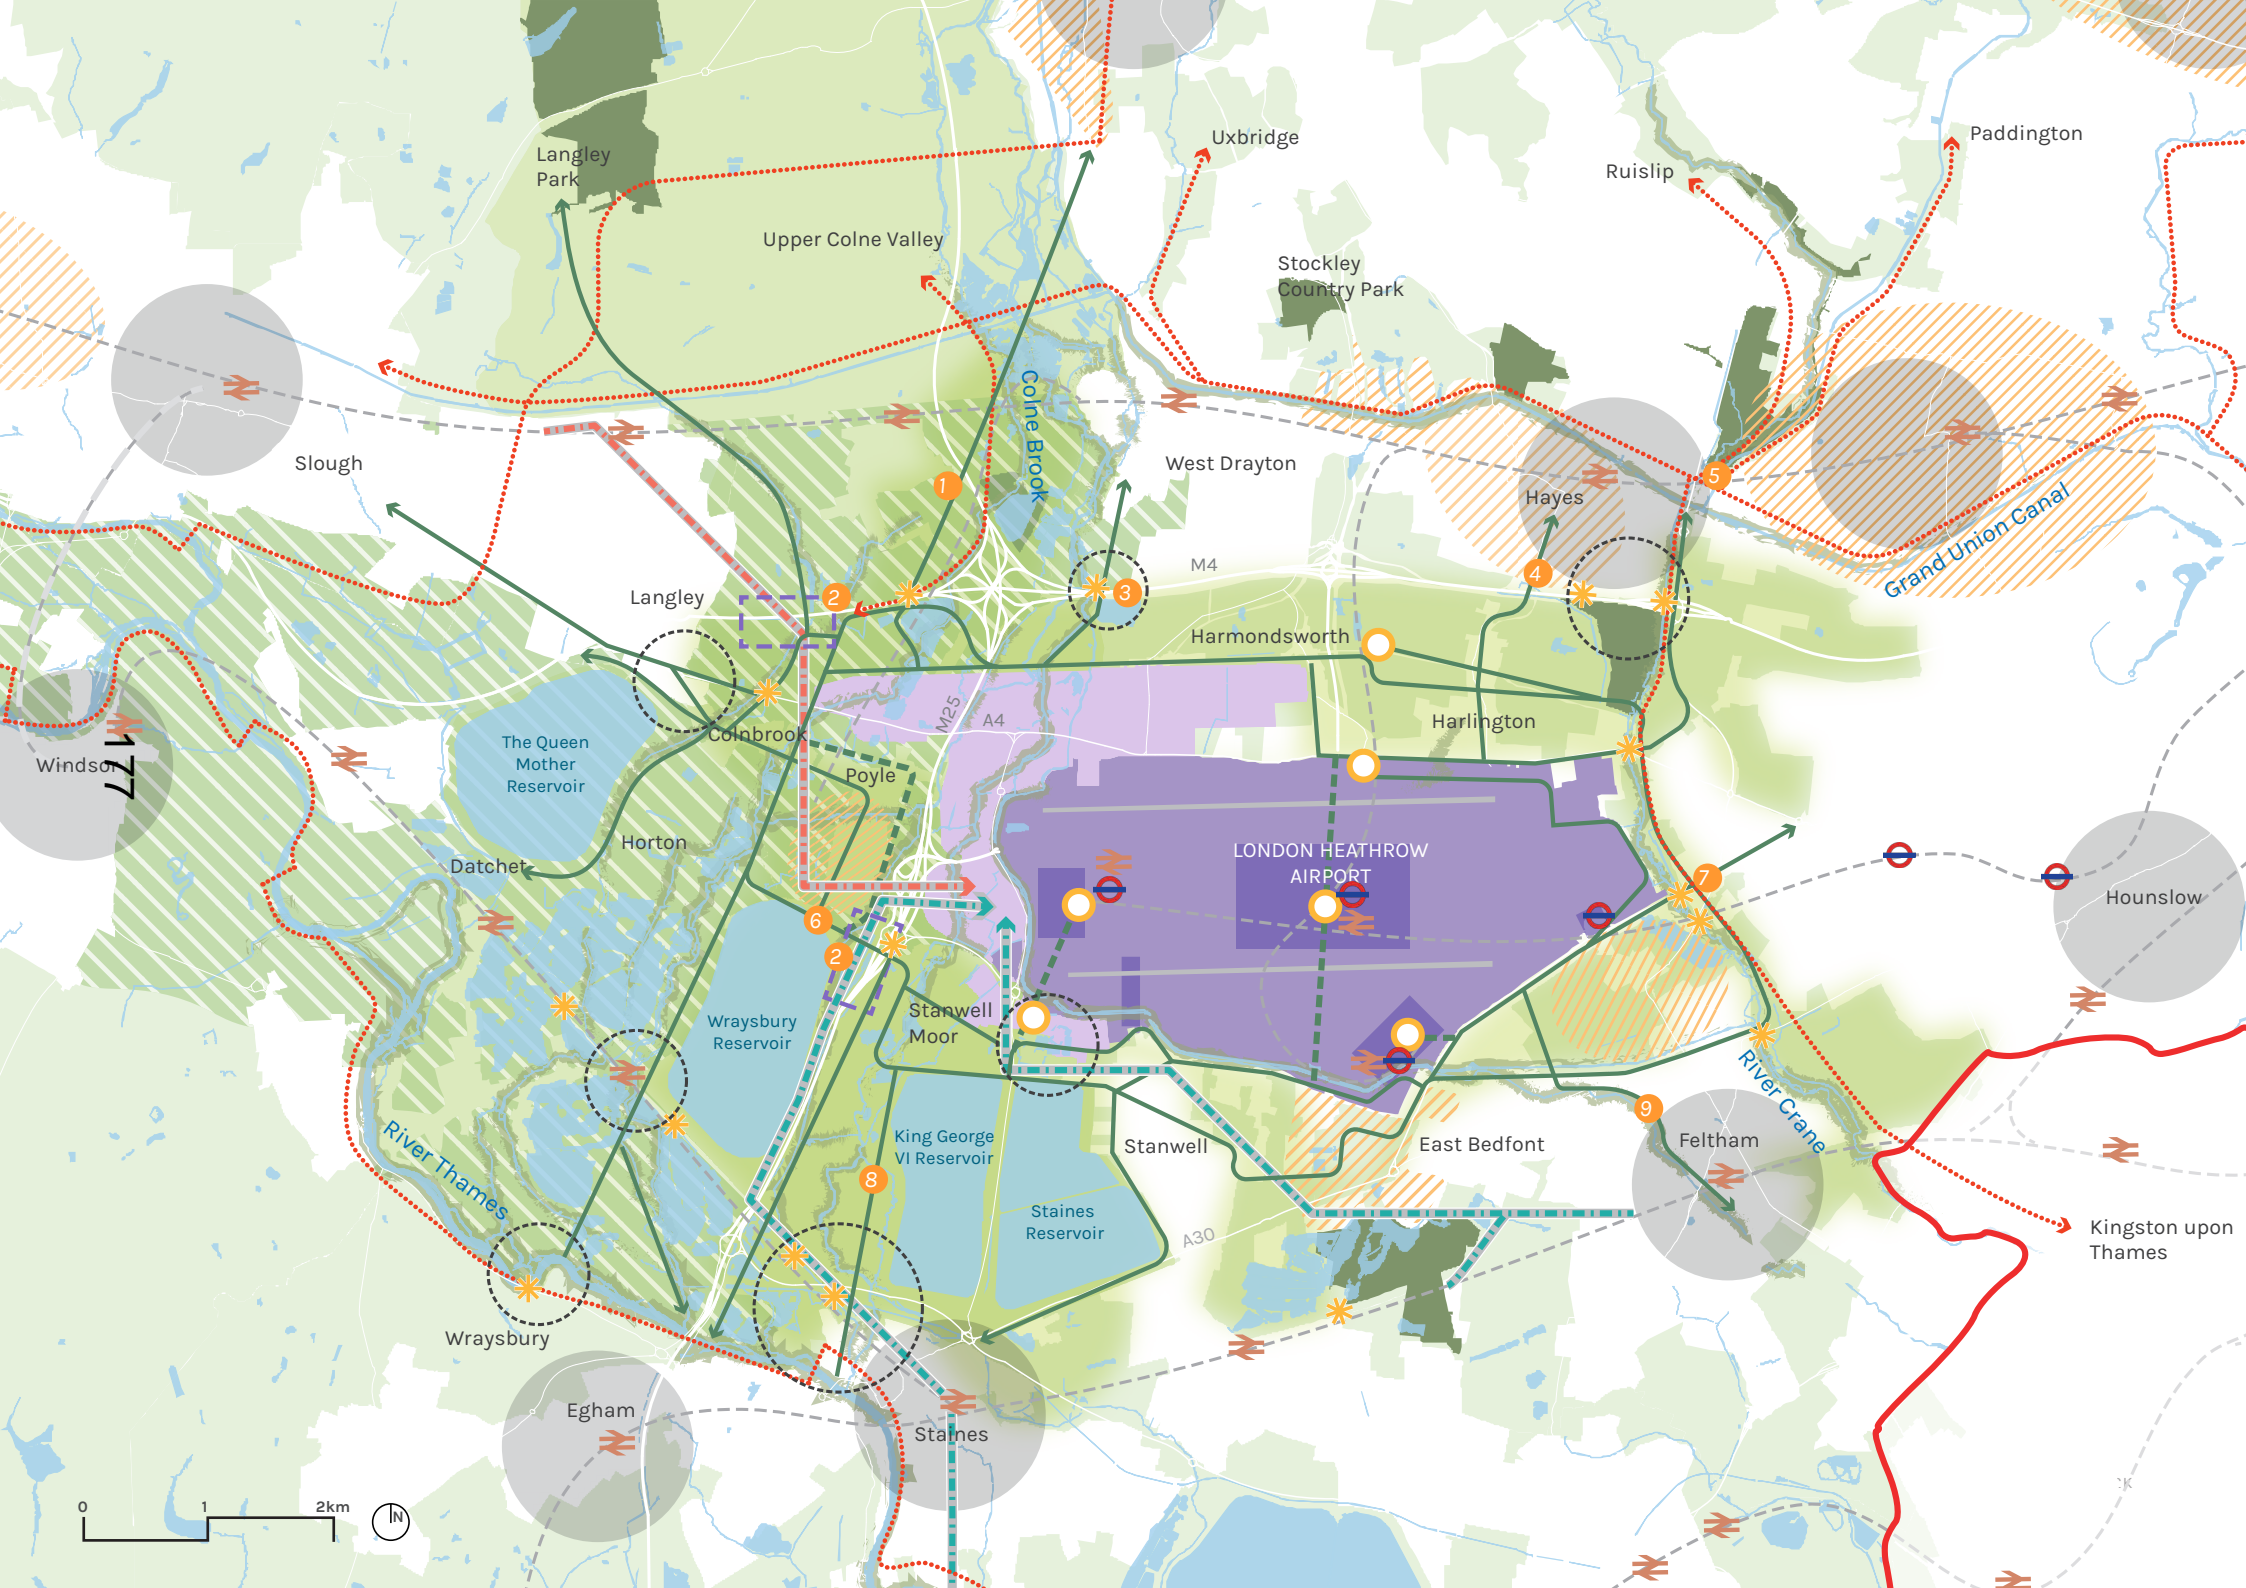 Uxbridge
Paddington
Ruislip
Langley
Park
Upper Colne Valley
Stockley
Country Park
Colne Brook
Slough
West Drayton
1
5
Hayes
Grand Union Canal
M4
4
3
2
Langley
Harmondsworth
M25
A4
Harlington
Colnbrook
The Queen
Mother
Reservoir
Poyle
Windsor
177
Horton
Datchet
LONDON HEATHROW
AIRPORT
7
Hounslow
6
2
Stanwell
Moor
Wraysbury
Reservoir
River Thames
King George
VI Reservoir
Stanwell
East Bedfont
9
Feltham
River Crane
8
Staines
Reservoir
A30
Kingston upon
Thames
Wraysbury
Egham
Staines
0 1 2km
N